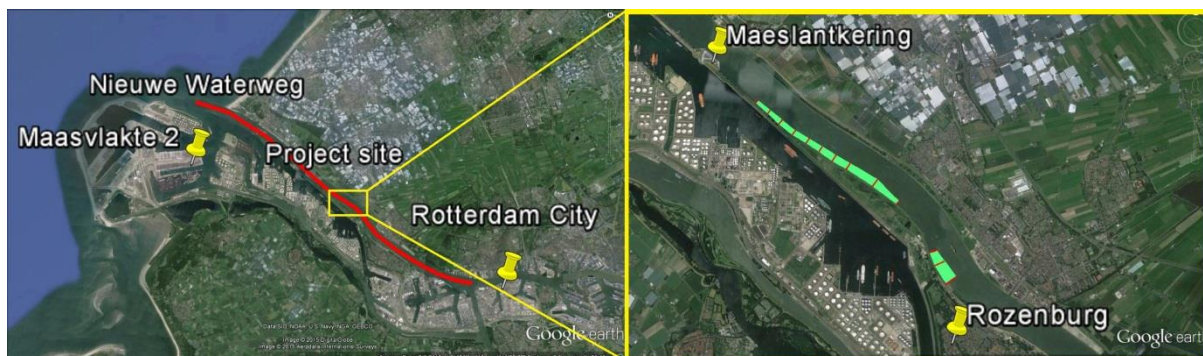 Nieuwe Waterweg
Maasvlakte 2
Project site
Rotterdam City
Google earth
Maeslantkering
Rozenburg
Google earth